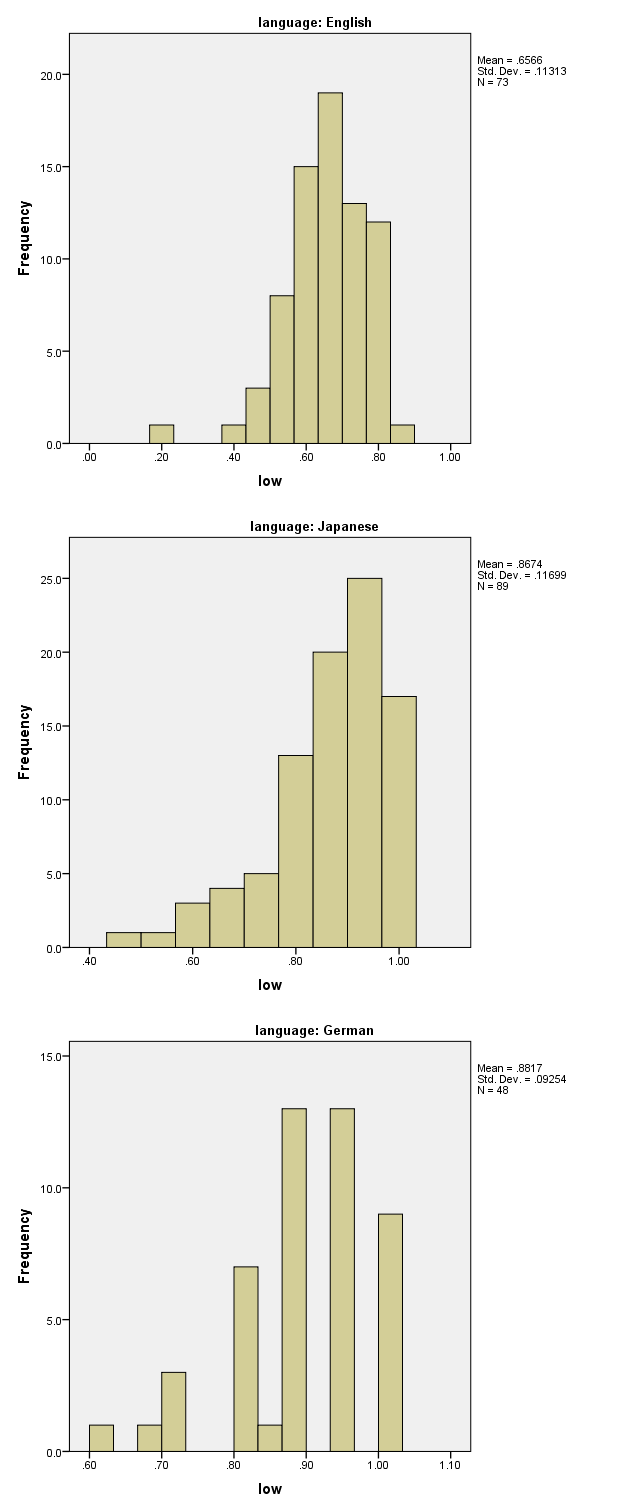 language: English
Mean = .6566
Std. Dev. = .11313
N = 73
20.0
15.0
10.0
5.0
0.0
Frequency
.00 .20 .40 .60 .80 1.00
low
language: Japanese
Mean = .8674
Std. Dev. = .11699
N = 89
25.0
20.0
15.0
10.0
5.0
0.0
Frequency
.40 .60 .80 1.00
low
language: German
Mean = .8817
Std. Dev. = .09254
N = 48
15.0
10.0
5.0
0.0
Frequency
.60 .70 .80 .90 1.00 1.10
low